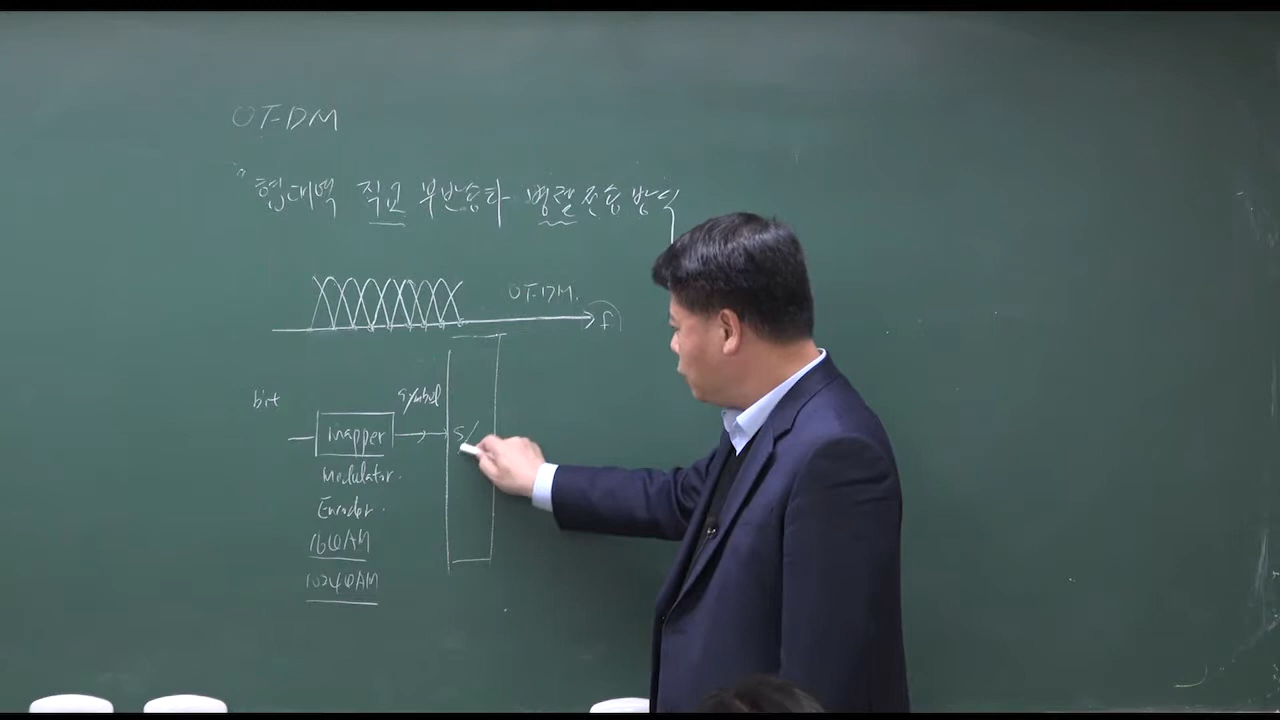 OFDM
" 협대역 직교 부반송파 병렬전송 방식
OFDM.
f
bit
symbol
mapper
S/
Modulator.
Encoder.
16QAM
1024QAM